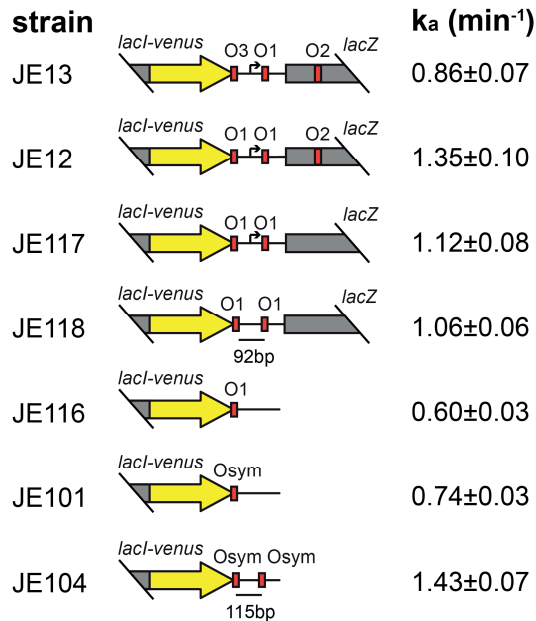 strain kₐ (min⁻¹)
lacI-venus O3 O1 O2 lacZ
JE13 0.86±0.07
lacI-venus O1 O1 O2 lacZ
JE12 1.35±0.10
lacI-venus O1 O1 lacZ
JE117 1.12±0.08
lacI-venus O1 O1 lacZ
JE118 1.06±0.06
92bp
lacI-venus O1
JE116 0.60±0.03
lacI-venus Osym
JE101 0.74±0.03
lacI-venus Osym Osym
JE104 1.43±0.07
115bp